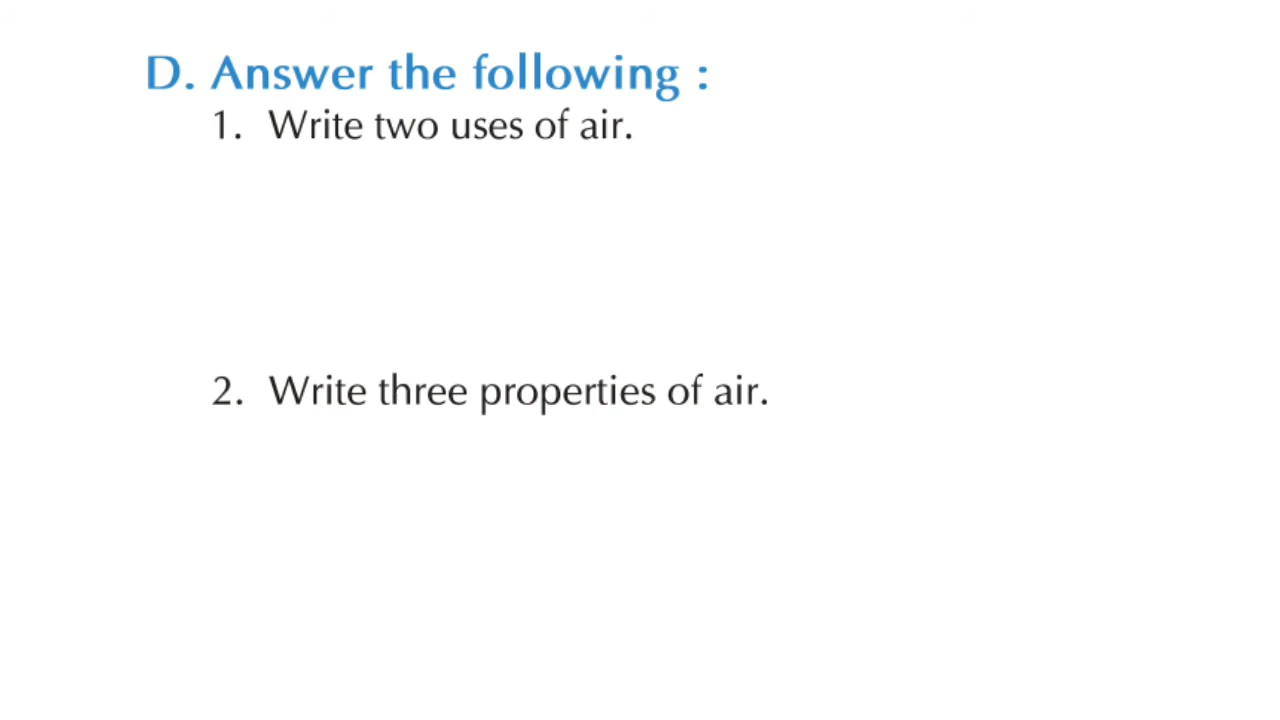 D. Answer the following :
1. Write two uses of air.
2. Write three properties of air.